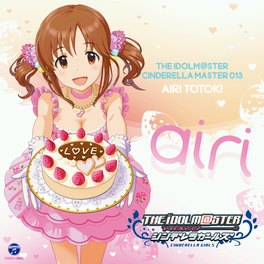 THE IDOLM@STER
CINDERELLA MASTER 013
AIRI TOTOKI
LOVE
airi
THE iDOLM@STER
シンデレラガールズ
CINDERELLA GIRLS